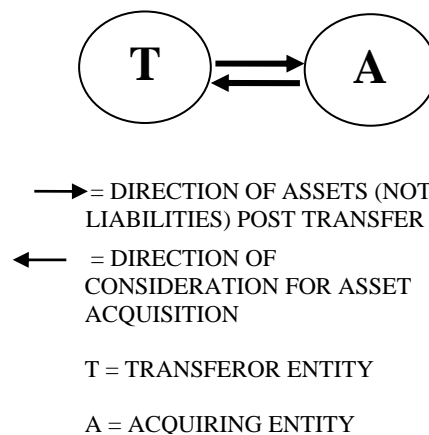 T A
= DIRECTION OF ASSETS (NOT
LIABILITIES) POST TRANSFER
= DIRECTION OF
CONSIDERATION FOR ASSET
ACQUISITION
T = TRANSFEROR ENTITY
A = ACQUIRING ENTITY